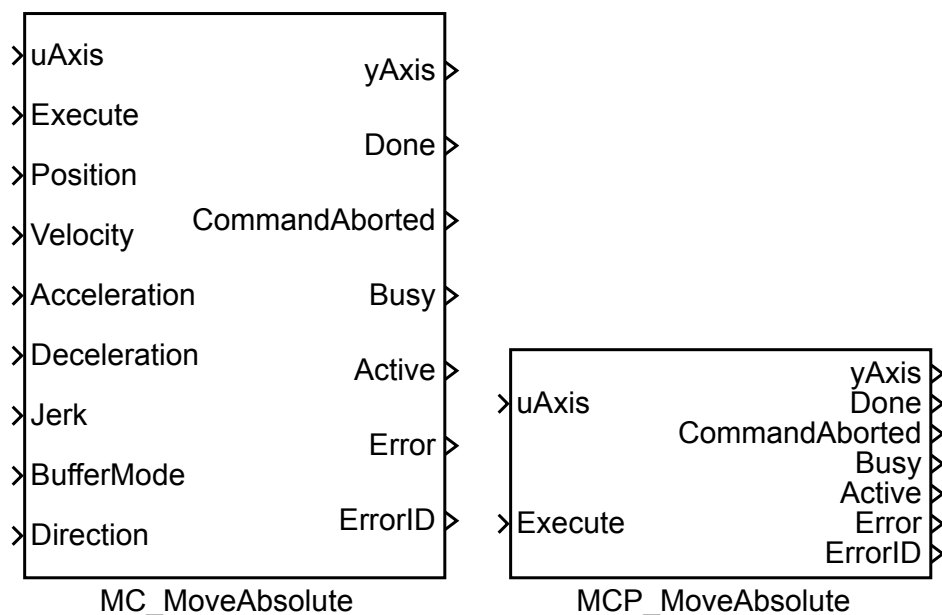 uAxis
Execute
Position
Velocity
Acceleration
Deceleration
Jerk
BufferMode
Direction
yAxis
Done
CommandAborted
Busy
Active
Error
ErrorID
MC_MoveAbsolute
uAxis
Execute
yAxis
Done
CommandAborted
Busy
Active
Error
ErrorID
MCP_MoveAbsolute